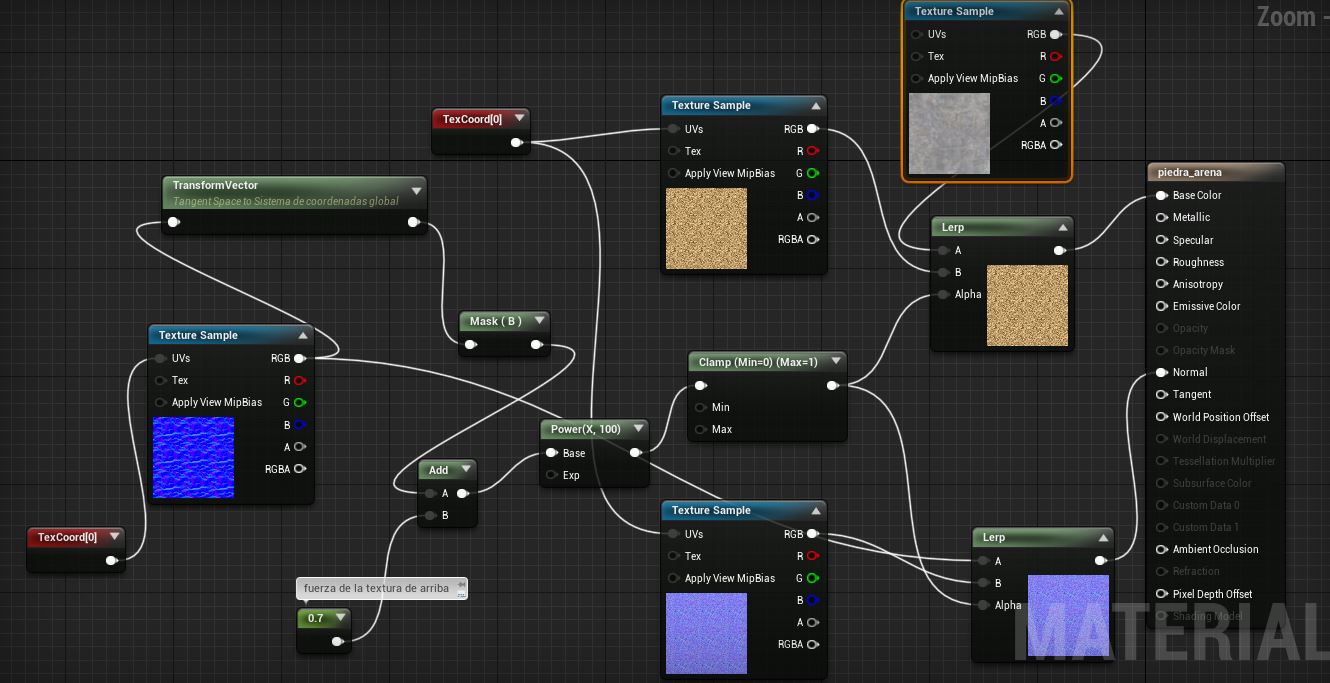 Zoom -
Texture Sample
UVs RGB
Tex R
Apply View MipBias G
B
A
RGBA
TexCoord[0]
Texture Sample
UVs RGB
Tex R
Apply View MipBias G
B
A
RGBA
TransformVector
Tangent Space to Sistema de coordenadas global
Texture Sample
UVs RGB
Tex R
Apply View MipBias G
B
A
RGBA
TexCoord[0]
Mask ( B )
Add
A
B
fuerza de la textura de arriba
0.7
Power(X, 100)
Base
Exp
Clamp (Min=0) (Max=1)
Min
Max
Texture Sample
UVs RGB
Tex R
Apply View MipBias G
B
A
RGBA
Lerp
A
B
Alpha
Lerp
A
B
Alpha
piedra_arena
Base Color
Metallic
Specular
Roughness
Anisotropy
Emissive Color
Opacity
Opacity Mask
Normal
Tangent
World Position Offset
World Displacement
Tessellation Multiplier
Subsurface Color
Custom Data 0
Custom Data 1
Ambient Occlusion
Refraction
Pixel Depth Offset
Shading Model
MATERIAL